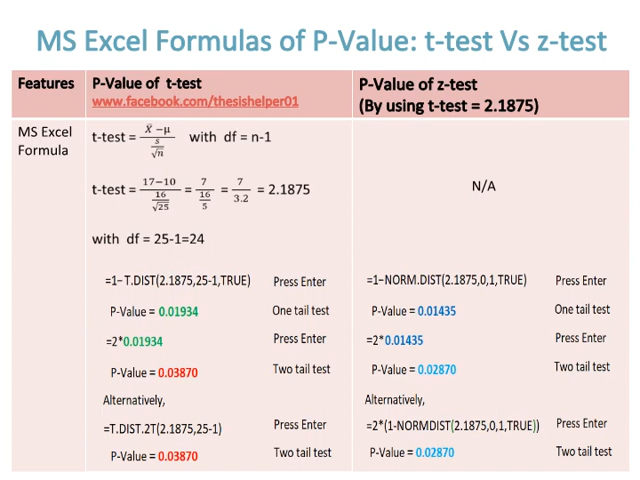 MS Excel Formulas of P-Value: t-test Vs z-test
Features
P-Value of t-test
www.facebook.com/thesishelper01
P-Value of z-test
(By using t-test = 2.1875)
MS Excel
Formula
t-test = (X̄ −μ)/(s/√n) with df = n-1
t-test = (17−10)/(16/√25) = 7/(16/5) = 7/3.2 = 2.1875
with df = 25-1=24
N/A
=1−T.DIST(2.1875,25-1,TRUE) Press Enter
P-Value = 0.01934 One tail test
=2*0.01934 Press Enter
P-Value = 0.03870 Two tail test
Alternatively,
=T.DIST.2T(2.1875,25-1) Press Enter
P-Value = 0.03870 Two tail test
=1−NORM.DIST(2.1875,0,1,TRUE) Press Enter
P-Value = 0.01435 One tail test
=2*0.01435 Press Enter
P-Value = 0.02870 Two tail test
Alternatively,
=2*(1-NORMDIST(2.1875,0,1,TRUE)) Press Enter
P-Value = 0.02870 Two tail test